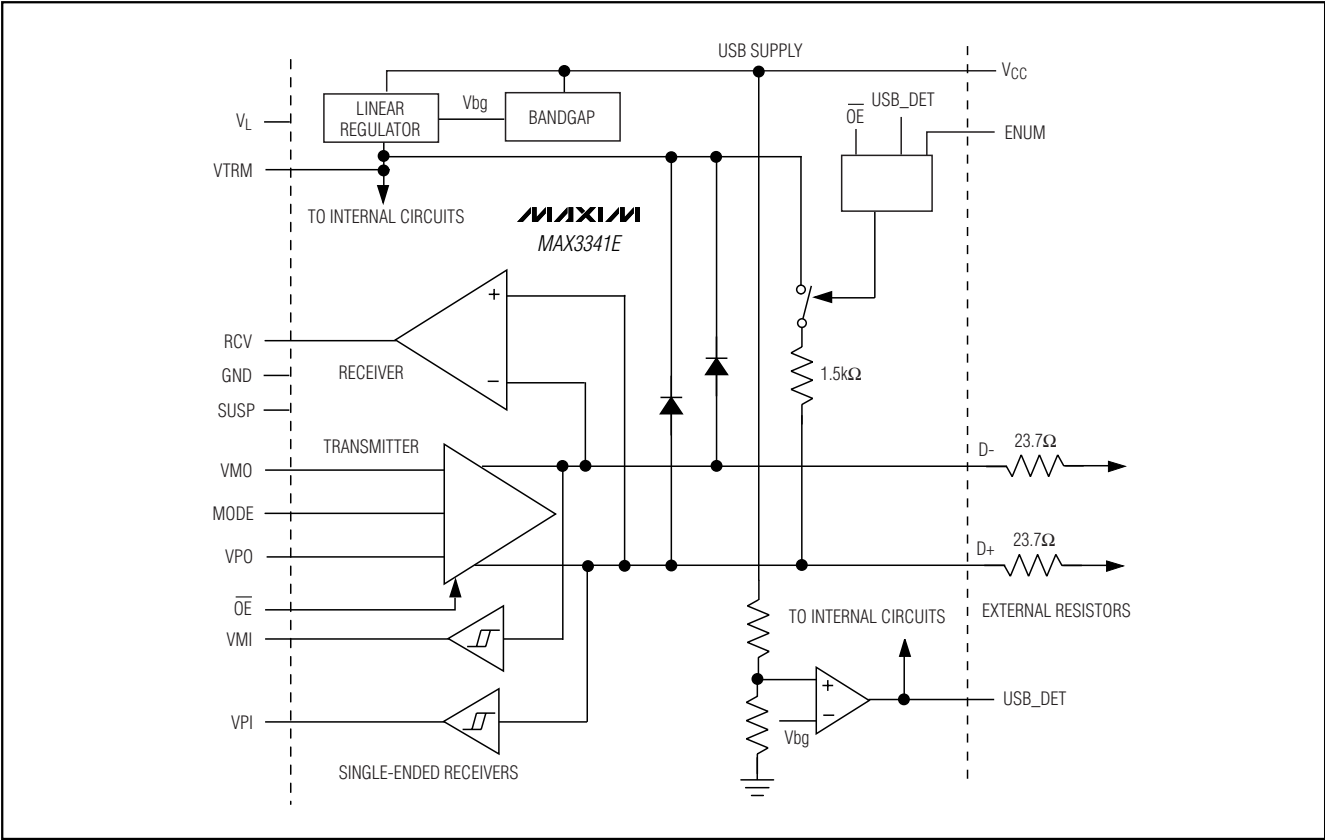 USB SUPPLY
VCC
LINEAR
REGULATOR
Vbg
BANDGAP
OE
USB_DET
ENUM
VL
VTRM
TO INTERNAL CIRCUITS
MAXIM
MAX3341E
+
RCV
RECEIVER
1.5kΩ
GND
−
SUSP
TRANSMITTER
D-
23.7Ω
VMO
MODE
VPO
D+
23.7Ω
OE
TO INTERNAL CIRCUITS
EXTERNAL RESISTORS
VMI
+
USB_DET
−
VPI
Vbg
SINGLE-ENDED RECEIVERS